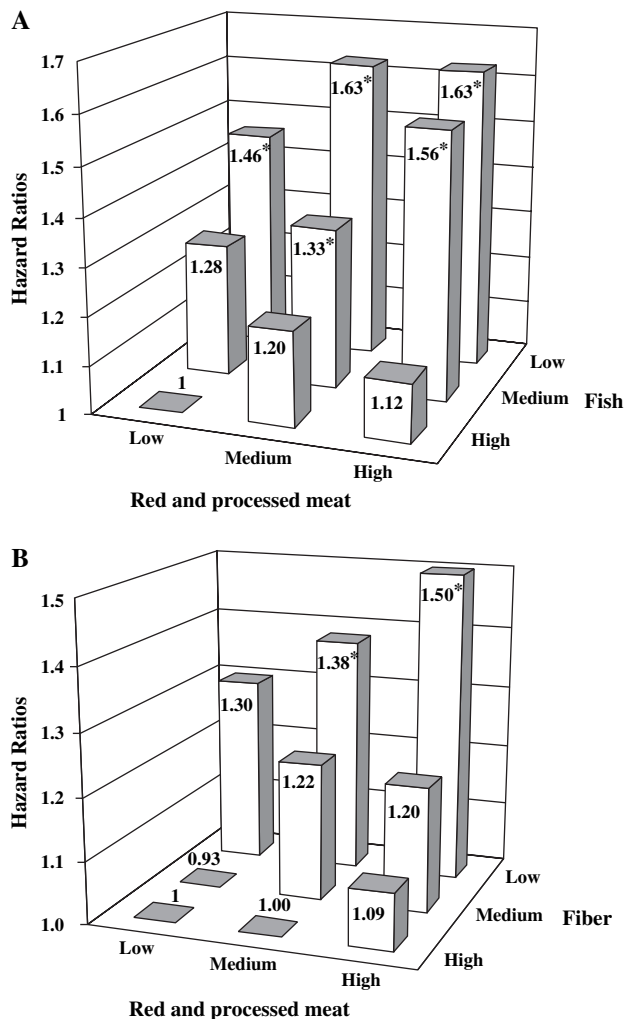 A
1.7
1.63*
1.63*
1.6
1.46*
1.56*
1.5
1.4
1.33*
1.28
1.3
1.20
1.2
1.12
1.1
1
1
Hazard Ratios
Low
Medium
High
Low
Medium
High
Fish
Red and processed meat
B
1.5
1.50*
1.4
1.38*
1.30
1.3
1.22
1.20
1.2
1.1
0.93
1
1.00
1.09
1.0
Hazard Ratios
Low
Medium
High
Low
Medium
High
Fiber
Red and processed meat